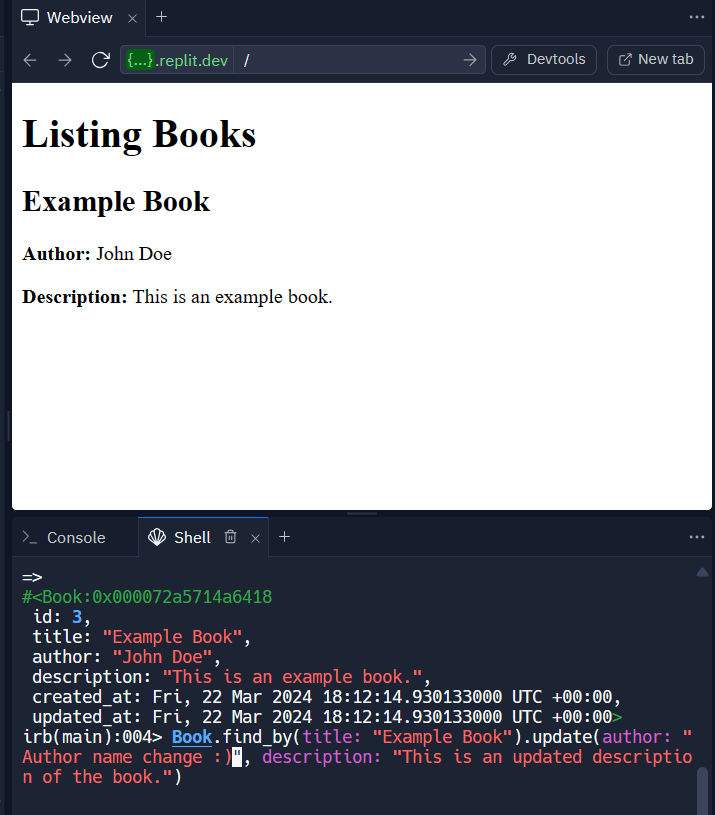 Webview
{...}.replit.dev /
Devtools
New tab
Listing Books
Example Book
Author: John Doe
Description: This is an example book.
Console
Shell
=>
#<Book:0x000072a5714a6418
id: 3,
title: "Example Book",
author: "John Doe",
description: "This is an example book.",
created_at: Fri, 22 Mar 2024 18:12:14.930133000 UTC +00:00,
updated_at: Fri, 22 Mar 2024 18:12:14.930133000 UTC +00:00>
irb(main):004> Book.find_by(title: "Example Book").update(author: "
Author name change :)", description: "This is an updated descriptio
n of the book.")